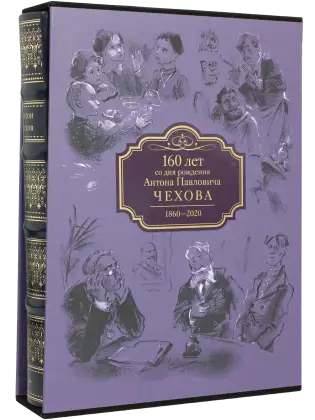 160 лет
со дня рождения
Антона Павловича
ЧЕХОВА
1860–2020